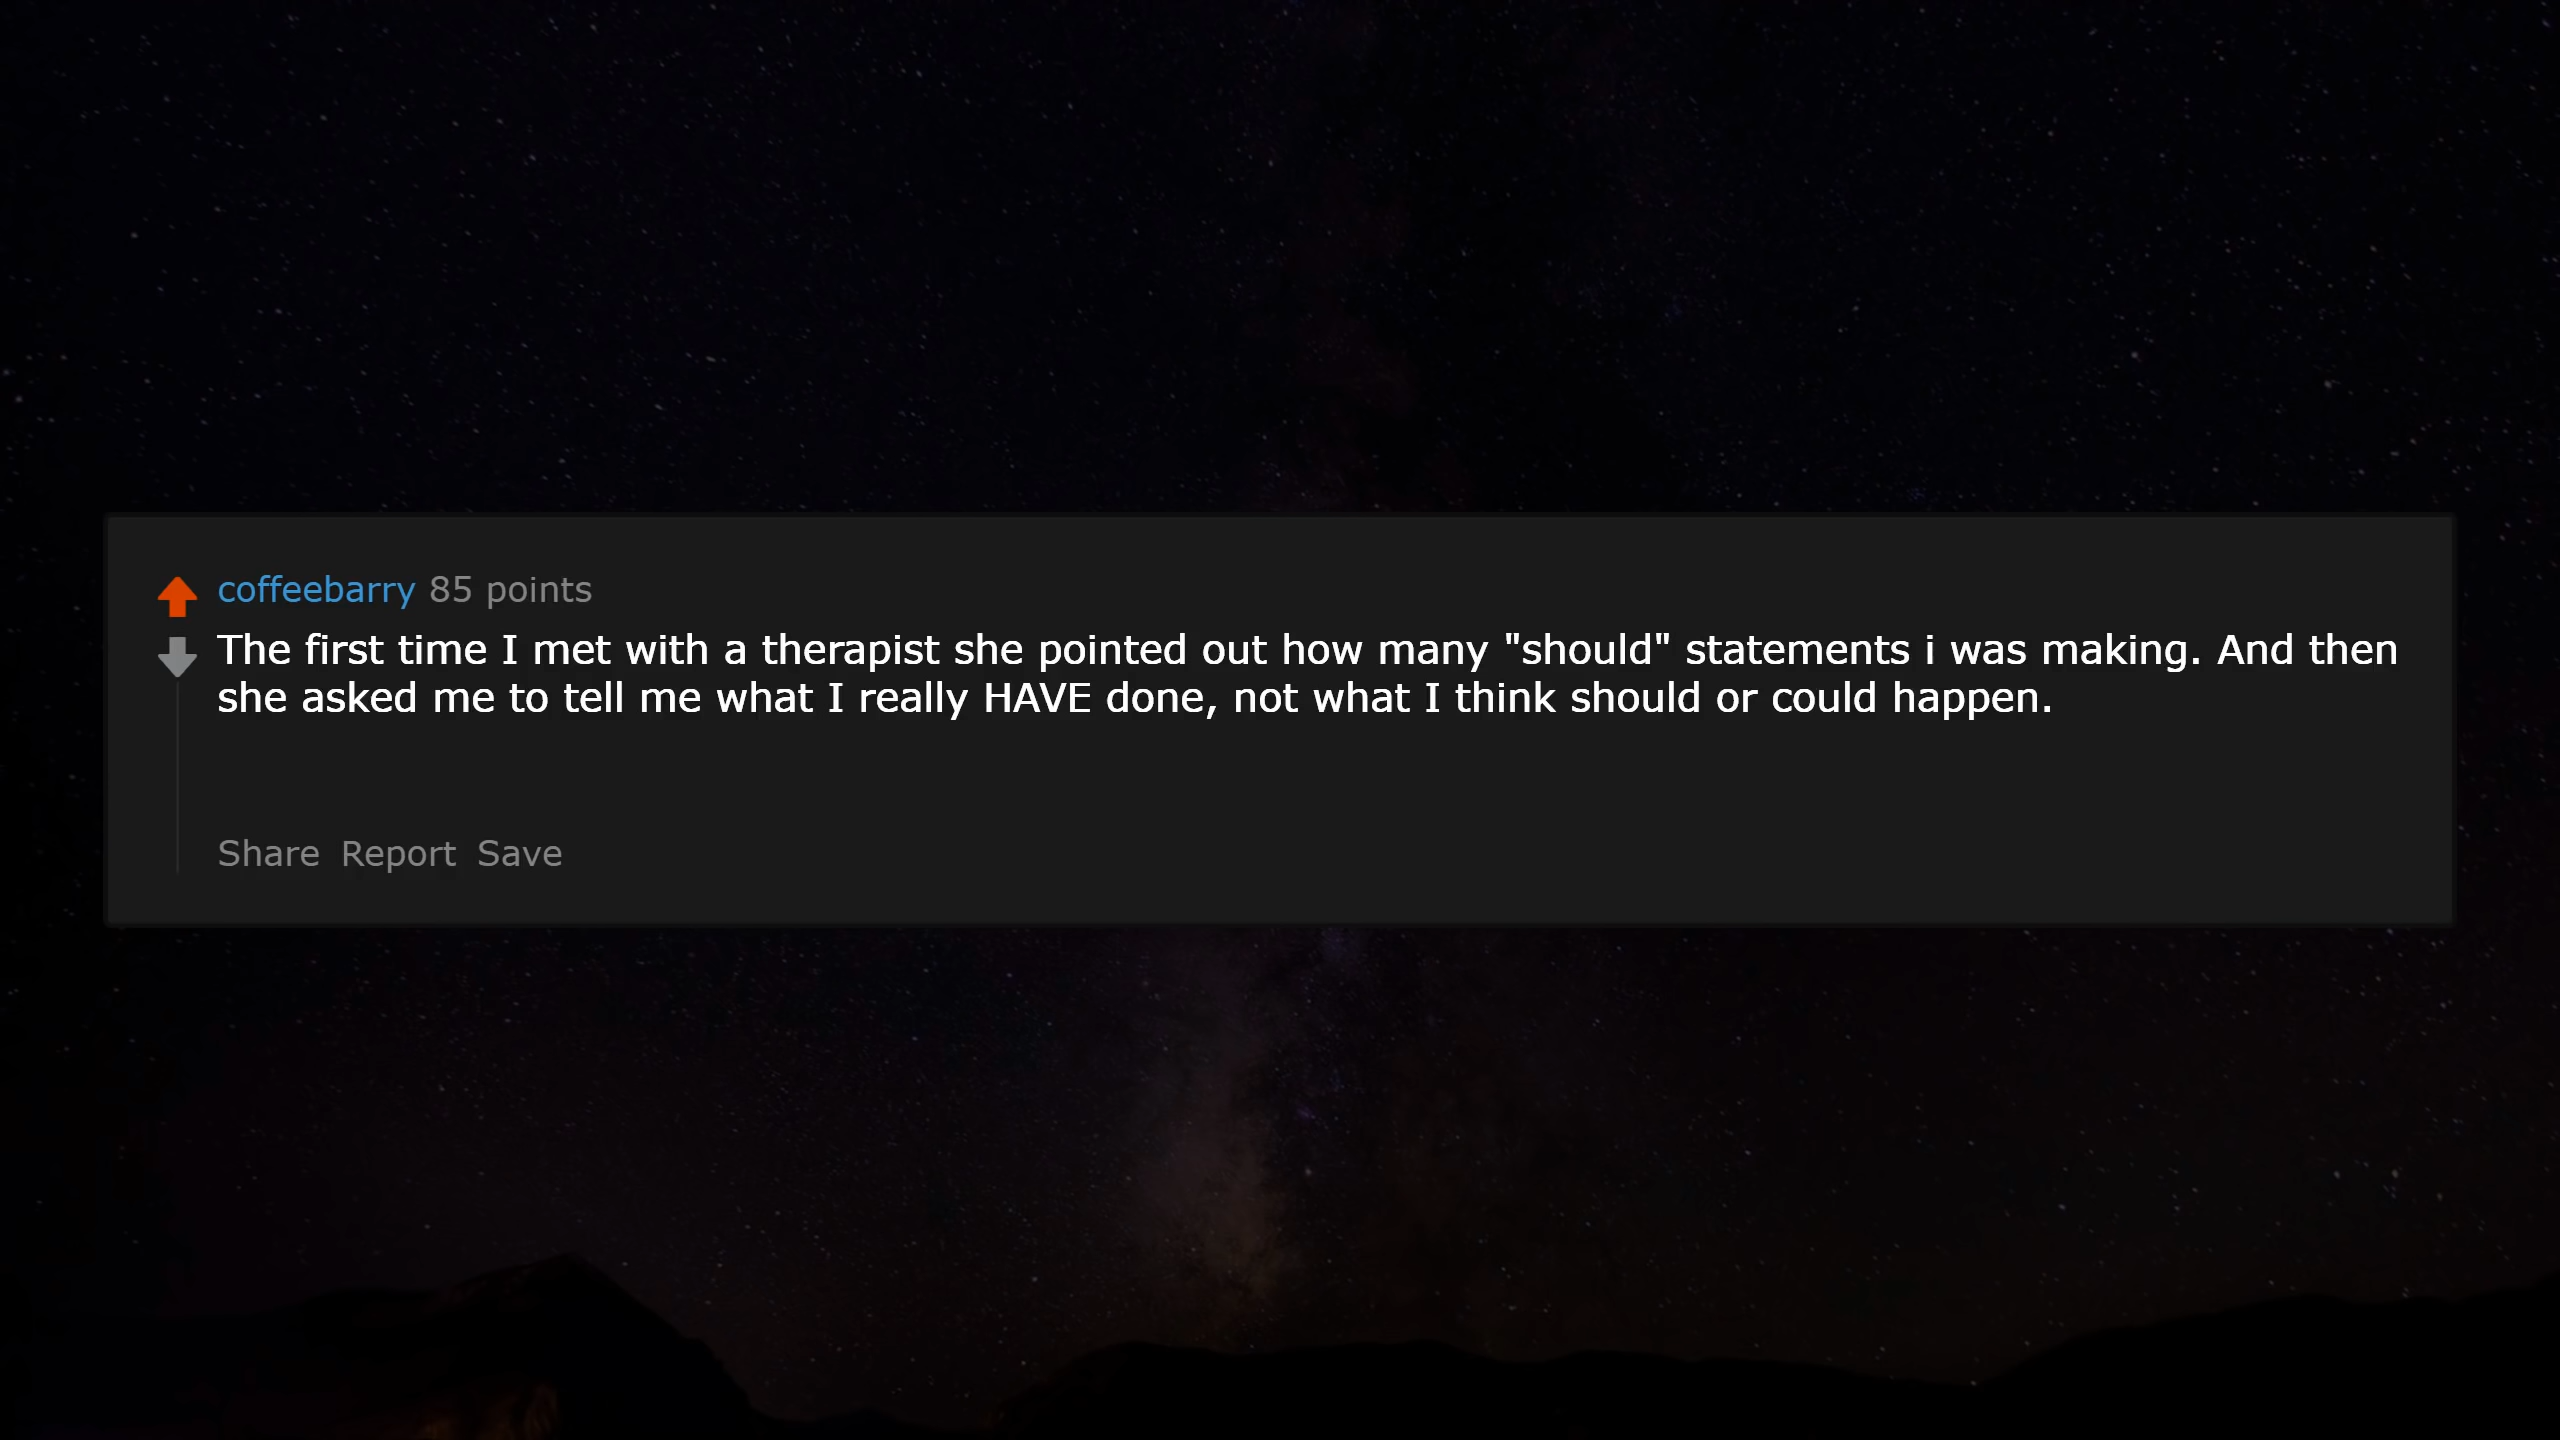 coffeebarry 85 points
The first time I met with a therapist she pointed out how many "should" statements i was making. And then
she asked me to tell me what I really HAVE done, not what I think should or could happen.
Share Report Save